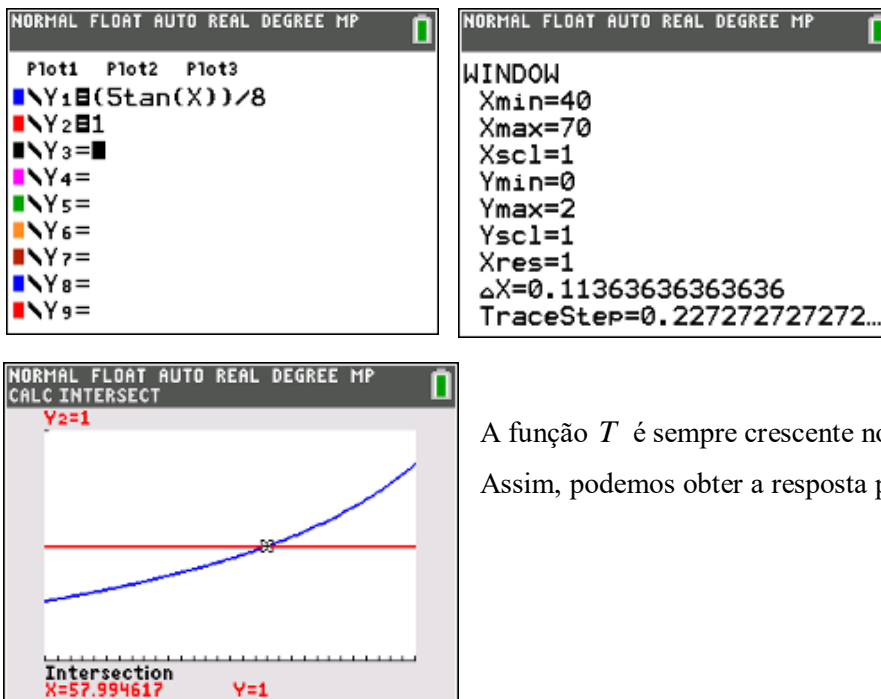 NORMAL FLOAT AUTO REAL DEGREE MP
Plot1 Plot2 Plot3
\Y1=(5tan(X))/8
\Y2=1
\Y3=
\Y4=
\Y5=
\Y6=
\Y7=
\Y8=
\Y9=
NORMAL FLOAT AUTO REAL DEGREE MP
WINDOW
Xmin=40
Xmax=70
Xscl=1
Ymin=0
Ymax=2
Yscl=1
Xres=1
△X=0.11363636363636
TraceStep=0.227272727272…
NORMAL FLOAT AUTO REAL DEGREE MP
CALC INTERSECT
Y2=1
Intersection
X=57.994617 Y=1
A função T é sempre crescente no
Assim, podemos obter a resposta p